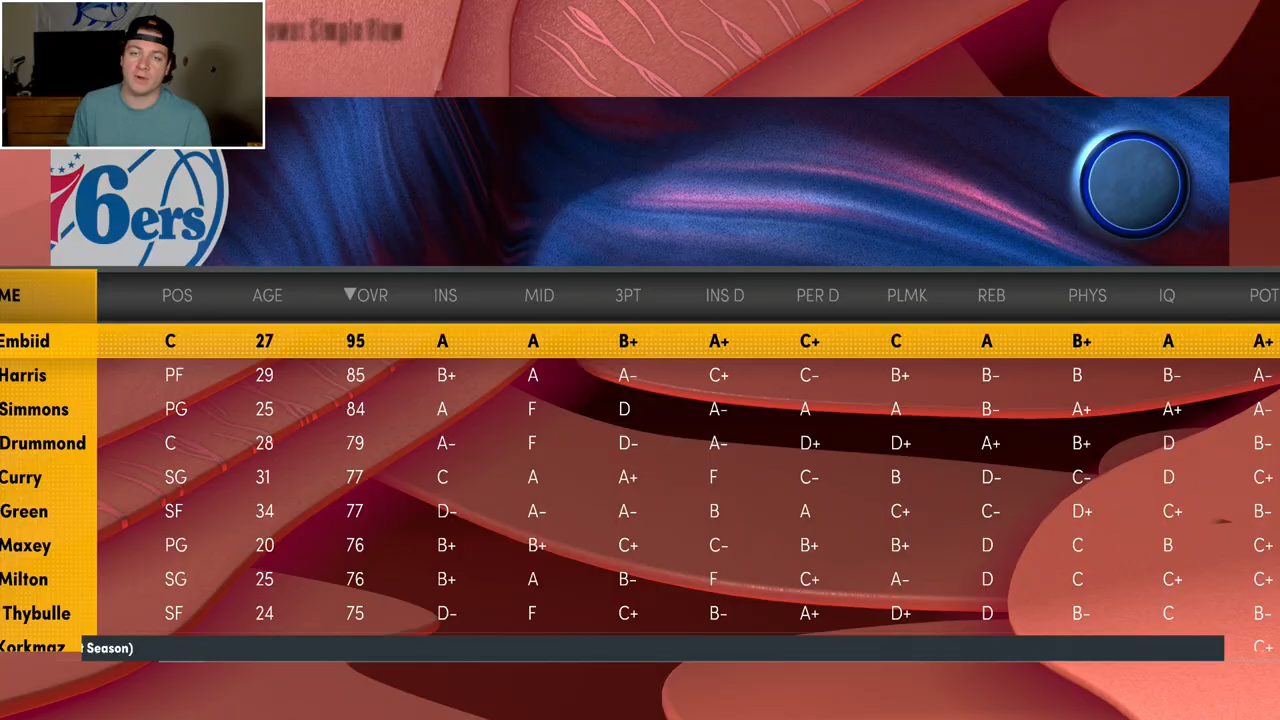 76ers
ME POS AGE ▼OVR INS MID 3PT INS D PER D PLMK REB PHYS IQ POT
Embiid C 27 95 A A B+ A+ C+ C A B+ A A+
Harris PF 29 85 B+ A A- C+ C- B+ B- B B- A-
Simmons PG 25 84 A F D A- A A B- A+ A+ A-
Drummond C 28 79 A- F D- A- D+ D+ A+ B+ D B-
Curry SG 31 77 C A A+ F C- B D- C- D C+
Green SF 34 77 D- A- A- B A C+ C- D+ C+ B-
Maxey PG 20 76 B+ B+ C+ C- B+ B+ D C B C+
Milton SG 25 76 B+ A B- F C+ A- D C C+ C+
Thybulle SF 24 75 D- F C+ B- A+ D+ D B- C B-
Korkmaz C+
Season)